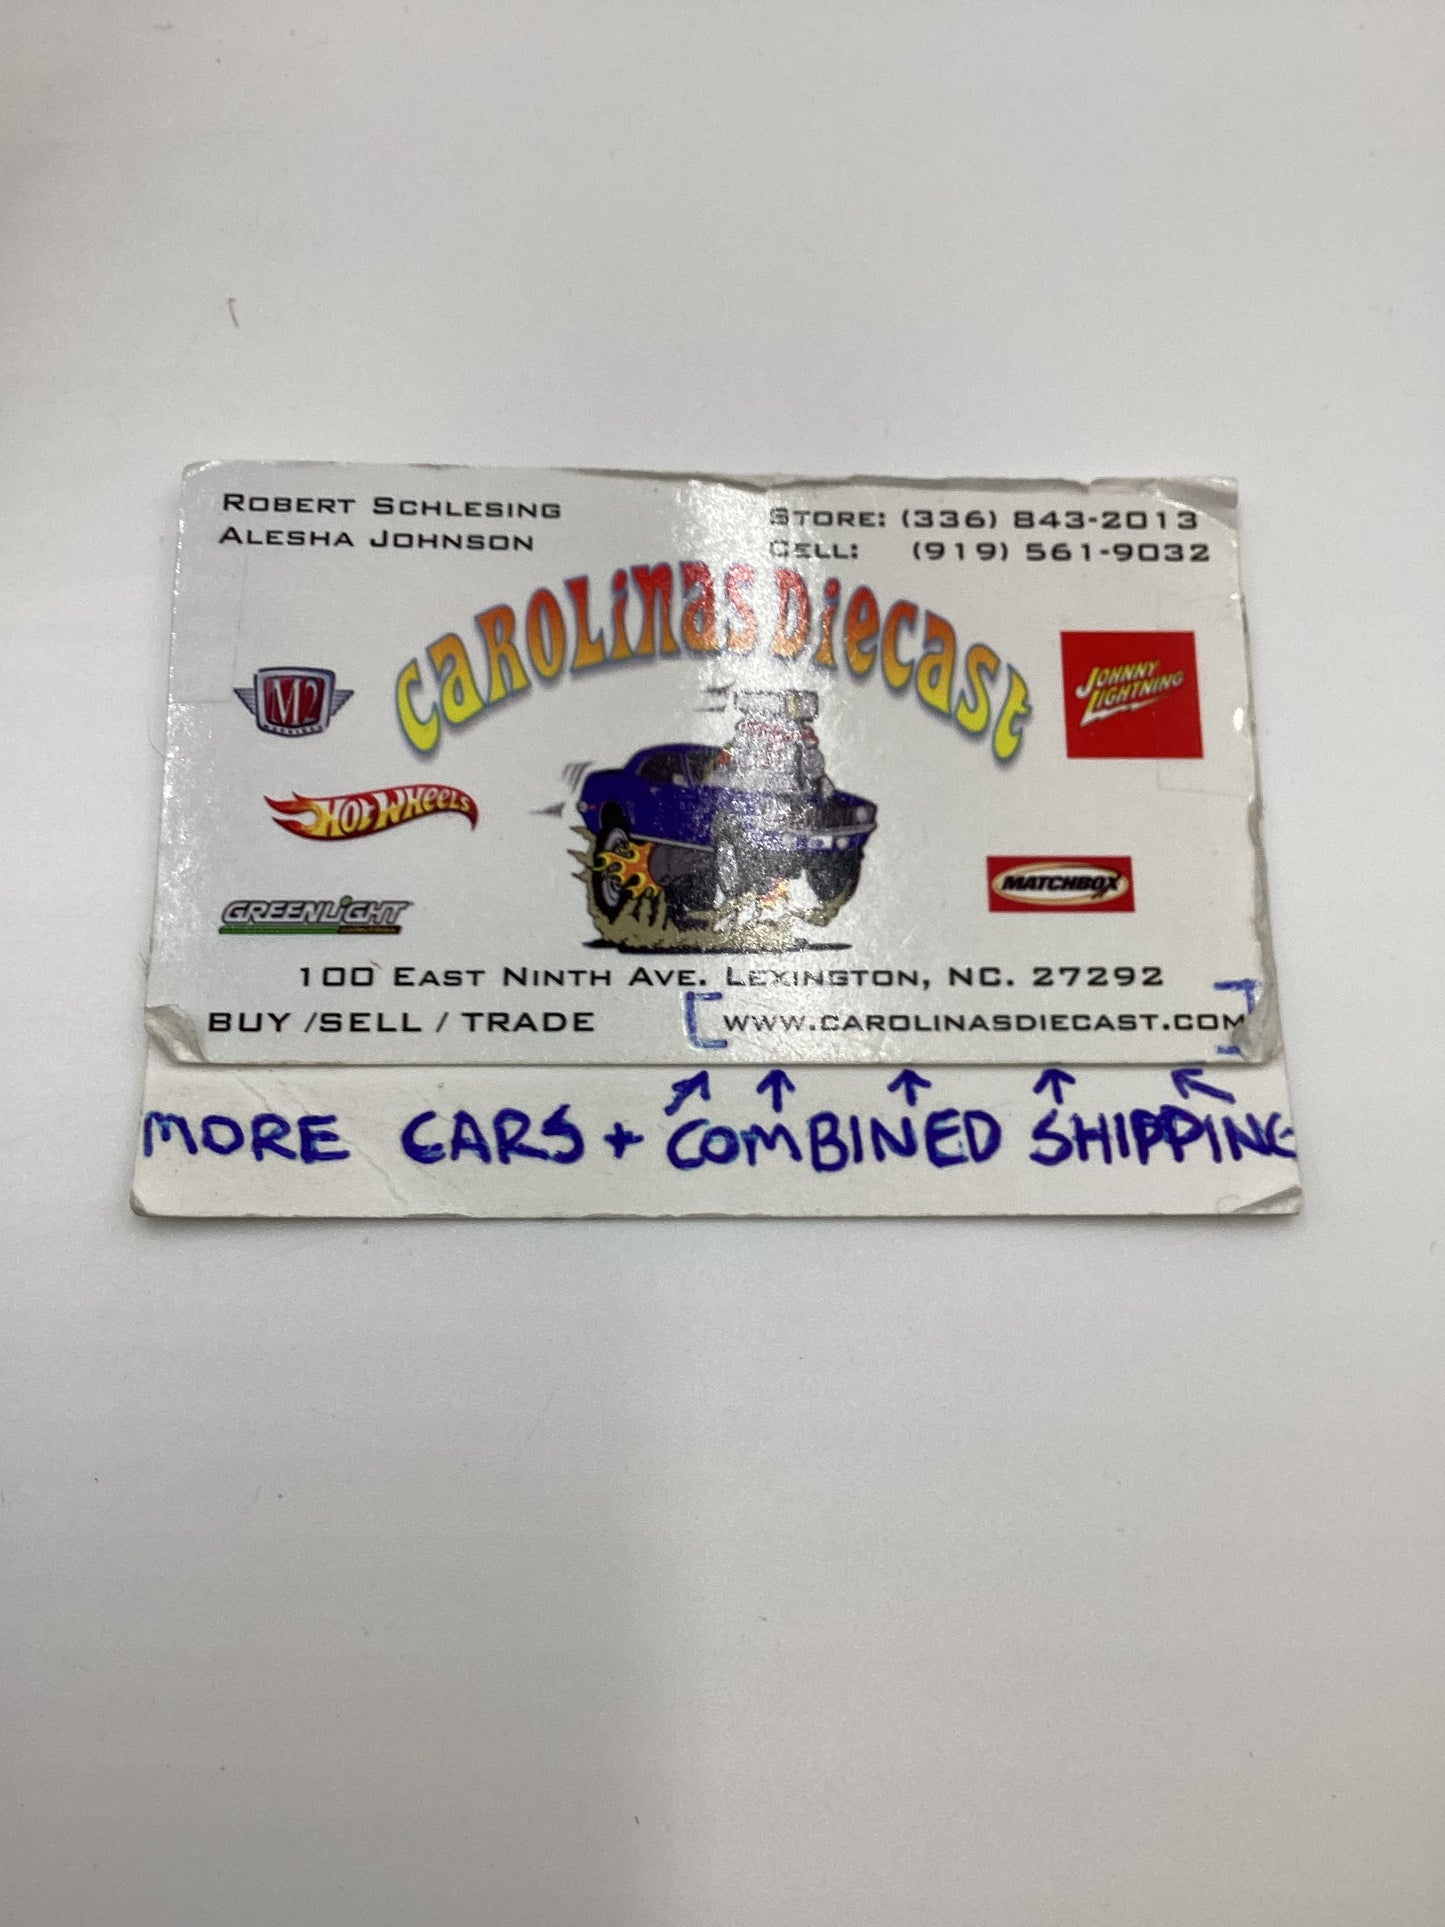 ROBERT SCHLESING
ALESHA JOHNSON
STORE: (336) 843-2013
CELL: (919) 561-9032
CAROLINAS DIECAST
M2
JOHNNY
LIGHTNING
HOT WHEELS
MATCHBOX
GREENLIGHT
100 EAST NINTH AVE. LEXINGTON, NC. 27292
BUY /SELL / TRADE
[WWW.CAROLINASDIECAST.COM]
MORE CARS + COMBINED SHIPPING